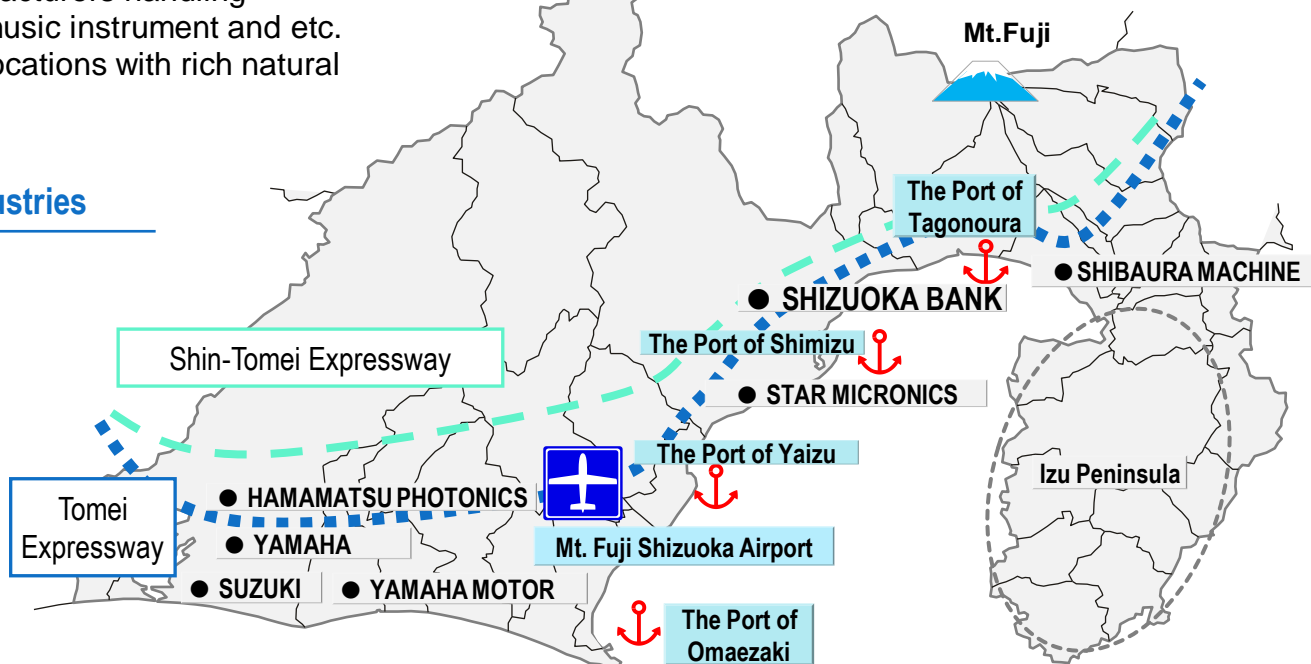 music instrument and etc.
ocations with rich natural
Mt.Fuji
ustries
The Port of
Tagonoura
SHIBAURA MACHINE
SHIZUOKA BANK
Shin-Tomei Expressway
The Port of Shimizu
STAR MICRONICS
The Port of Yaizu
Izu Peninsula
HAMAMATSU PHOTONICS
Tomei
Expressway
YAMAHA
Mt. Fuji Shizuoka Airport
SUZUKI
YAMAHA MOTOR
The Port of
Omaezaki